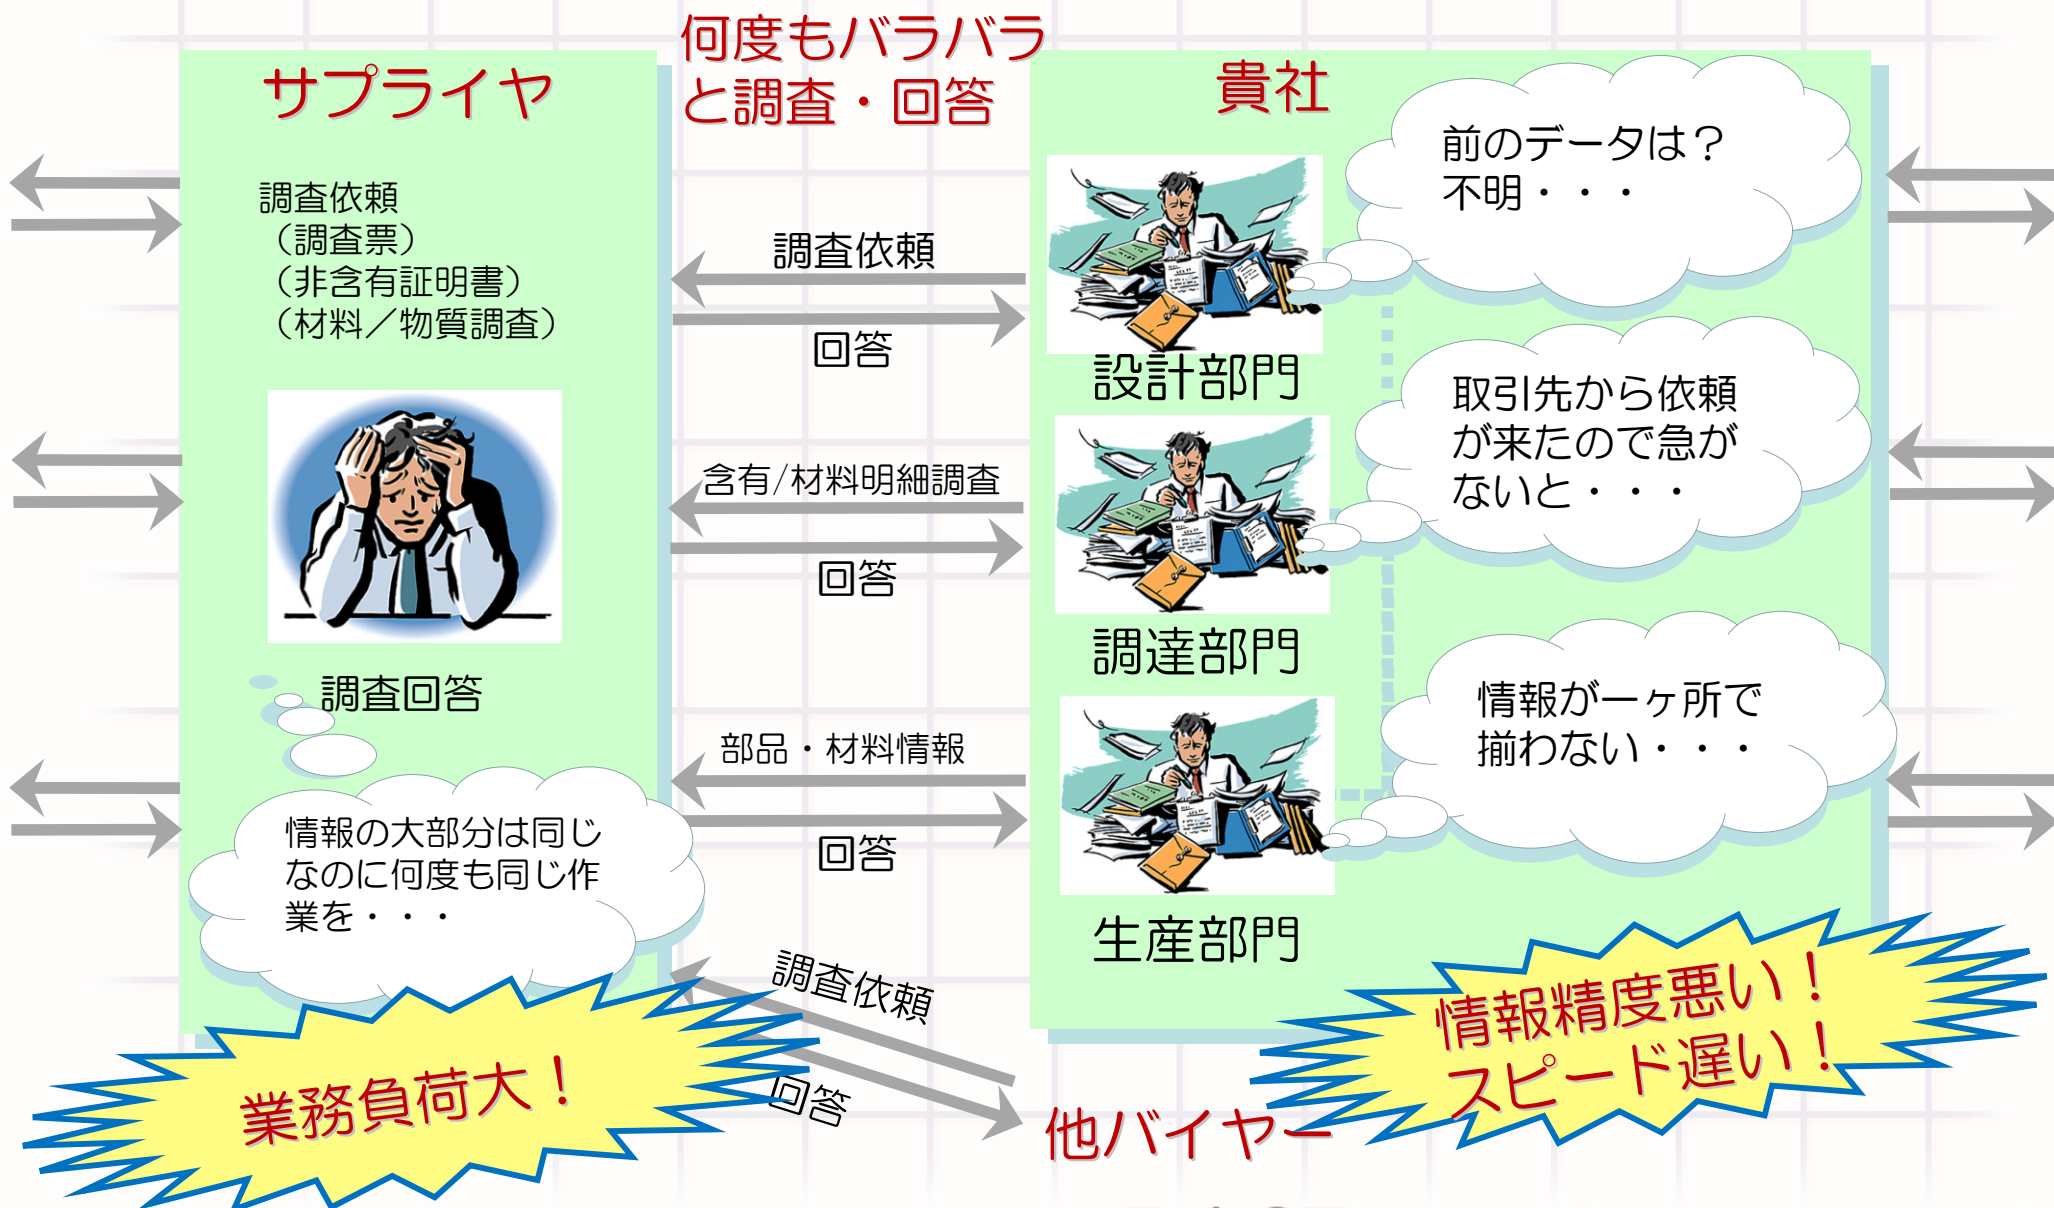 何度もバラバラ
と調査・回答
サプライヤ
調査依頼
（調査票）
（非含有証明書）
（材料／物質調査）
調査回答
情報の大部分は同じ
なのに何度も同じ作
業を・・・
業務負荷大！
調査依頼
回答
含有/材料明細調査
回答
部品・材料情報
回答
調査依頼
回答
貴社
設計部門
前のデータは？
不明・・・
調達部門
取引先から依頼
が来たので急が
ないと・・・
生産部門
情報が一ヶ所で
揃わない・・・
情報精度悪い！
スピード遅い！
他バイヤー